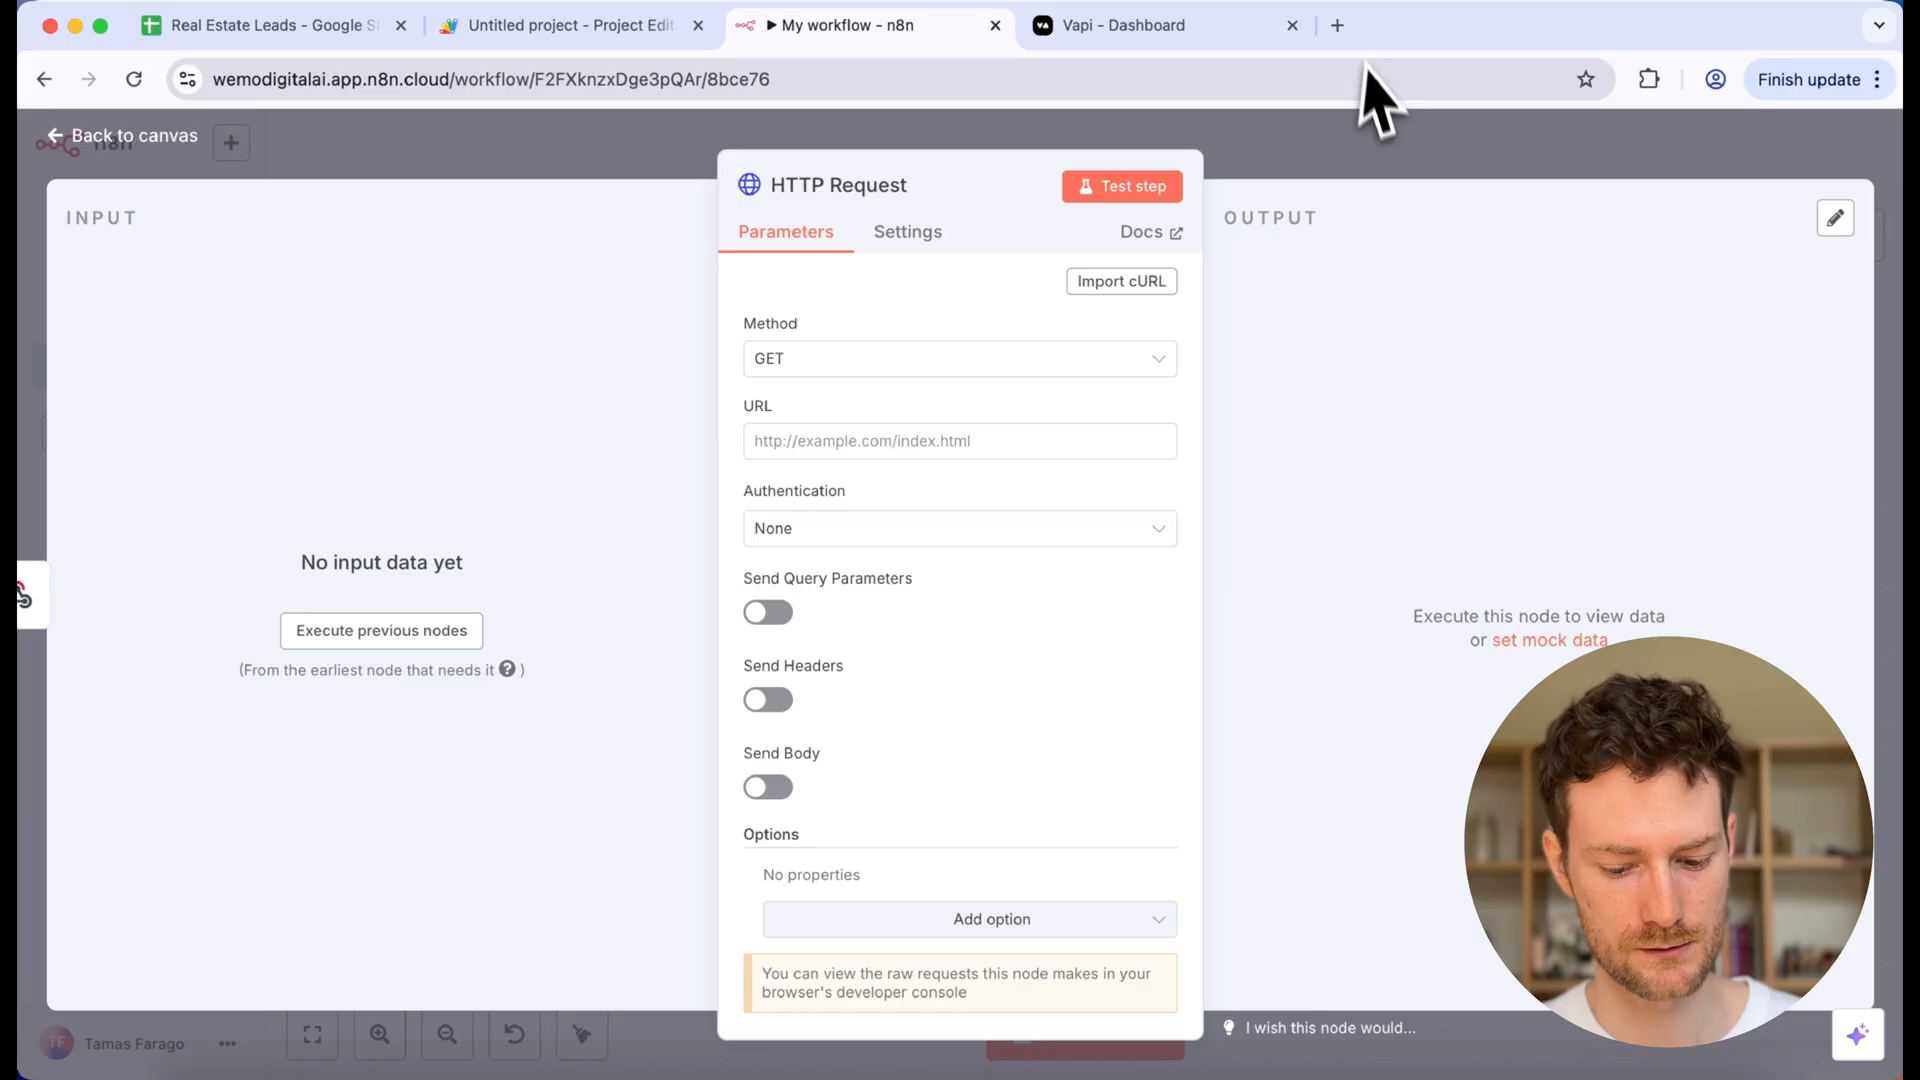 Real Estate Leads - Google S
Untitled project - Project Edit
My workflow - n8n
Vapi - Dashboard
wemodigitalai.app.n8n.cloud/workflow/F2FXknzxDge3pQAr/8bce76
Finish update
Back to canvas
n8n
INPUT
HTTP Request
Test step
OUTPUT
Parameters
Settings
Docs
Import cURL
Method
GET
URL
http://example.com/index.html
Authentication
None
No input data yet
Send Query Parameters
Execute previous nodes
Execute this node to view data
or set mock data
(From the earliest node that needs it ? )
Send Headers
Send Body
Options
No properties
Add option
You can view the raw requests this node makes in your
browser's developer console
I wish this node would...
TF
Tamas Farago